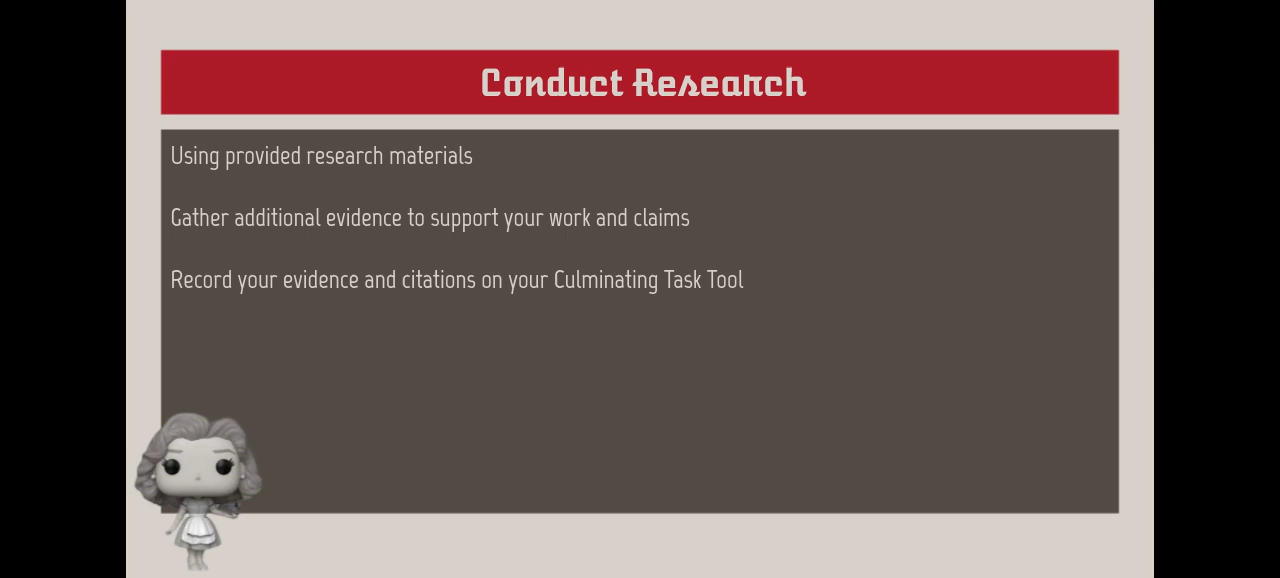 Conduct Research
Using provided research materials
Gather additional evidence to support your work and claims
Record your evidence and citations on your Culminating Task Tool